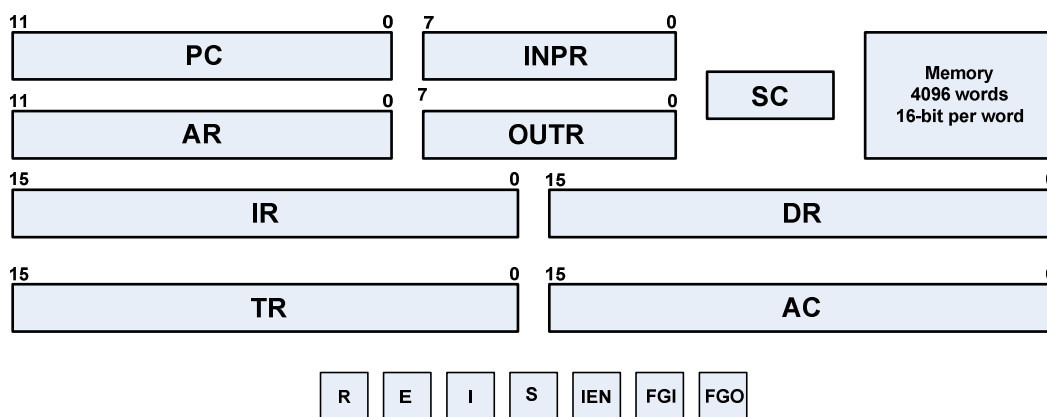 11 0 7 0
PC INPR
11 0 7 0
AR OUTR
SC
Memory
4096 words
16-bit per word
15 0 15
IR DR
15 0 15
TR AC
R E I S IEN FGI FGO